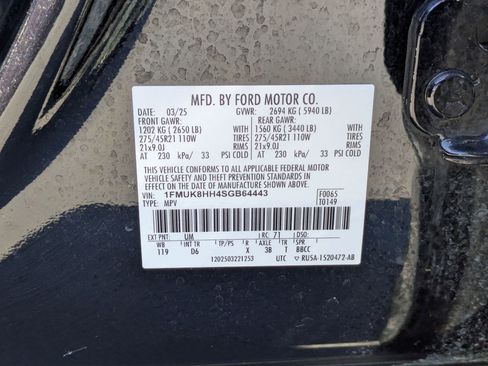 MFD. BY FORD MOTOR CO.
DATE: 03/25 GVWR: 2694 KG ( 5940 LB)
FRONT GAWR: REAR GAWR:
1202 KG ( 2650 LB) WITH 1560 KG ( 3440 LB) WITH
275/45R21 110W TIRES 275/45R21 110W TIRES
21x9.0J RIMS 21x9.0J RIMS
AT 230 kPa/ 33 PSI COLD AT 230 kPa/ 33 PSI COLD
THIS VEHICLE CONFORMS TO ALL APPLICABLE FEDERAL MOTOR
VEHICLE SAFETY AND THEFT PREVENTION STANDARDS IN EFFECT
ON THE DATE OF MANUFACTURE SHOWN ABOVE.
VIN: 1FMUK8HH4SGB64443 F0065
TYPE: MPV T0149
EXT PNT: UM RC: 71
WB INT TR TP/PS R AXLE TR
119 D6 X 3B T BBCC
1202503221253 UTC RU5A-1520472-AB